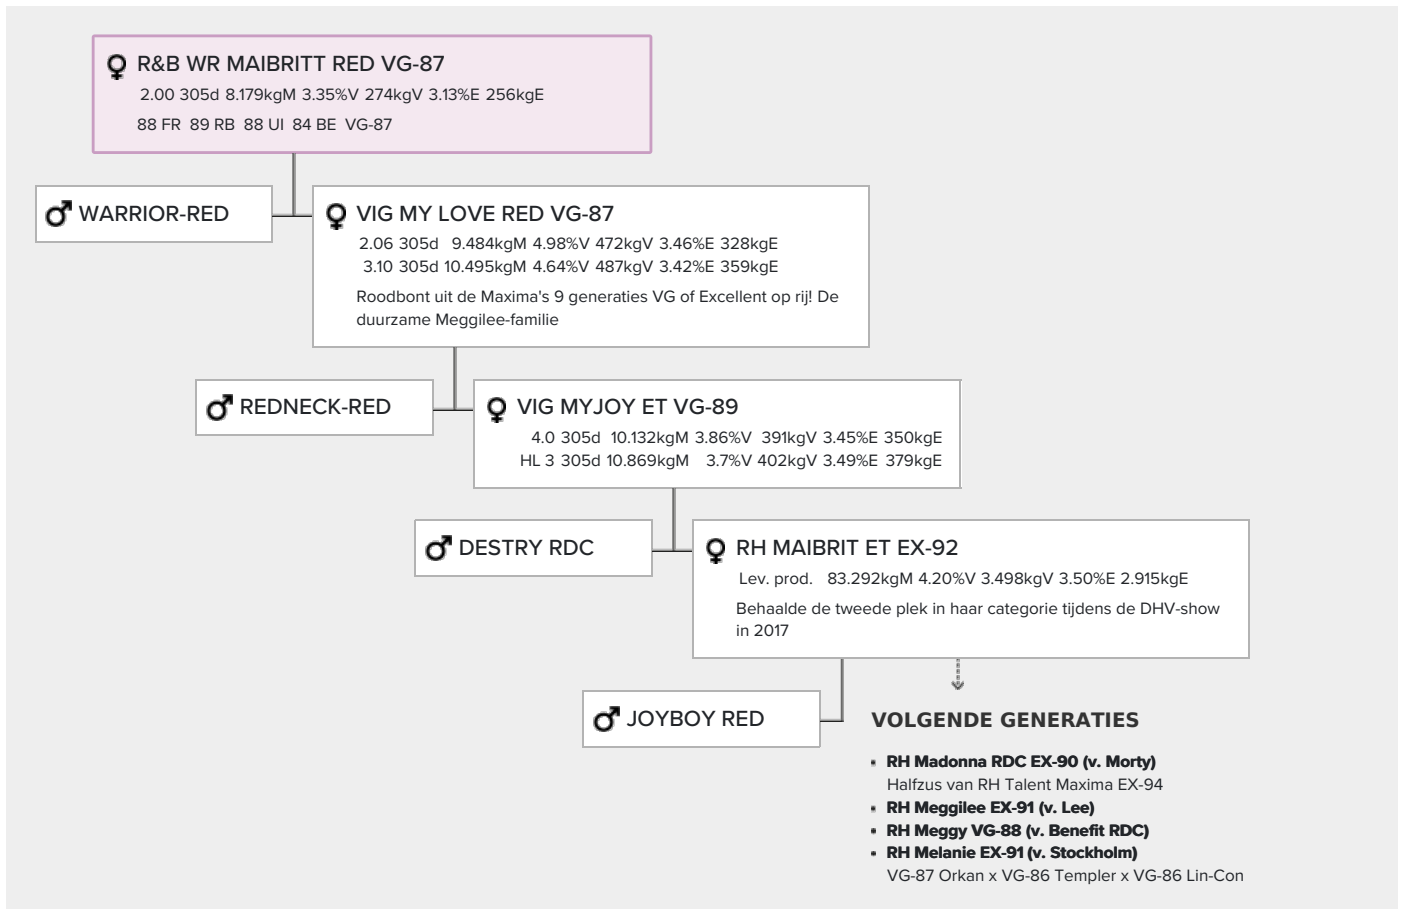 R&B WR MAIBRITT RED VG-87
2.00 305d 8.179kgM 3.35%V 274kgV 3.13%E 256kgE
88 FR 89 RB 88 UI 84 BE VG-87
WARRIOR-RED
VIG MY LOVE RED VG-87
2.06 305d 9.484kgM 4.98%V 472kgV 3.46%E 328kgE
3.10 305d 10.495kgM 4.64%V 487kgV 3.42%E 359kgE
Roodbont uit de Maxima's 9 generaties VG of Excellent op rij! De
duurzame Meggilee-familie
REDNECK-RED
VIG MYJOY ET VG-89
4.0 305d 10.132kgM 3.86%V 391kgV 3.45%E 350kgE
HL 3 305d 10.869kgM 3.7%V 402kgV 3.49%E 379kgE
DESTRY RDC
RH MAIBRIT ET EX-92
Lev. prod. 83.292kgM 4.20%V 3.498kgV 3.50%E 2.915kgE
Behaalde de tweede plek in haar categorie tijdens de DHV-show
in 2017
JOYBOY RED
VOLGENDE GENERATIES
RH Madonna RDC EX-90 (v. Morty)
Halfzus van RH Talent Maxima EX-94
RH Meggilee EX-91 (v. Lee)
RH Meggy VG-88 (v. Benefit RDC)
RH Melanie EX-91 (v. Stockholm)
VG-87 Orkan x VG-86 Templer x VG-86 Lin-Con